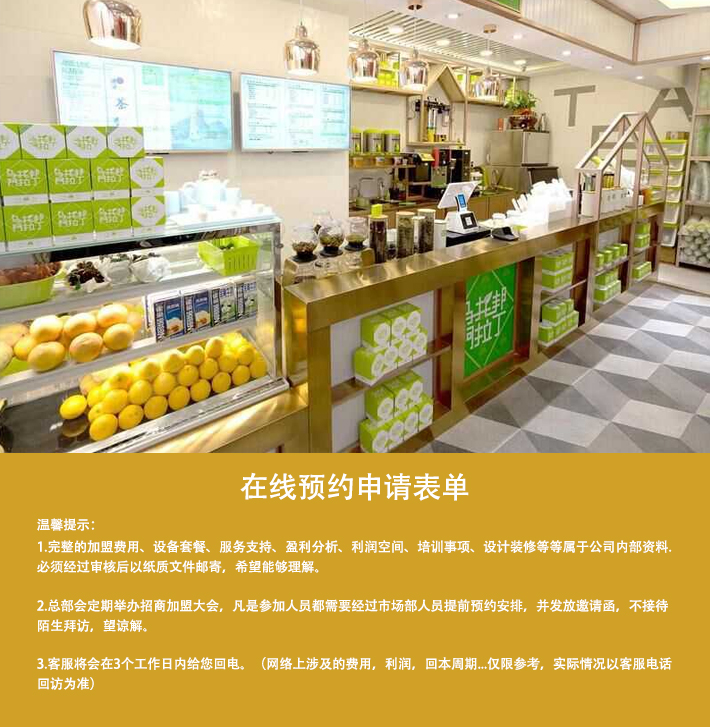 TEA
乌托邦
阿拉丁
在线预约申请表单
温馨提示:
1.完整的加盟费用、设备套餐、服务支持、盈利分析、利润空间、培训事项、设计装修等等属于公司内部资料.
必须经过审核后以纸质文件邮寄，希望能够理解。
2.总部会定期举办招商加盟大会，凡是参加人员都需要经过市场部人员提前预约安排，并发放邀请函，不接待
陌生拜访，望谅解。
3.客服将会在3个工作日内给您回电。（网络上涉及的费用，利润，回本周期...仅限参考，实际情况以客服电话
回访为准）